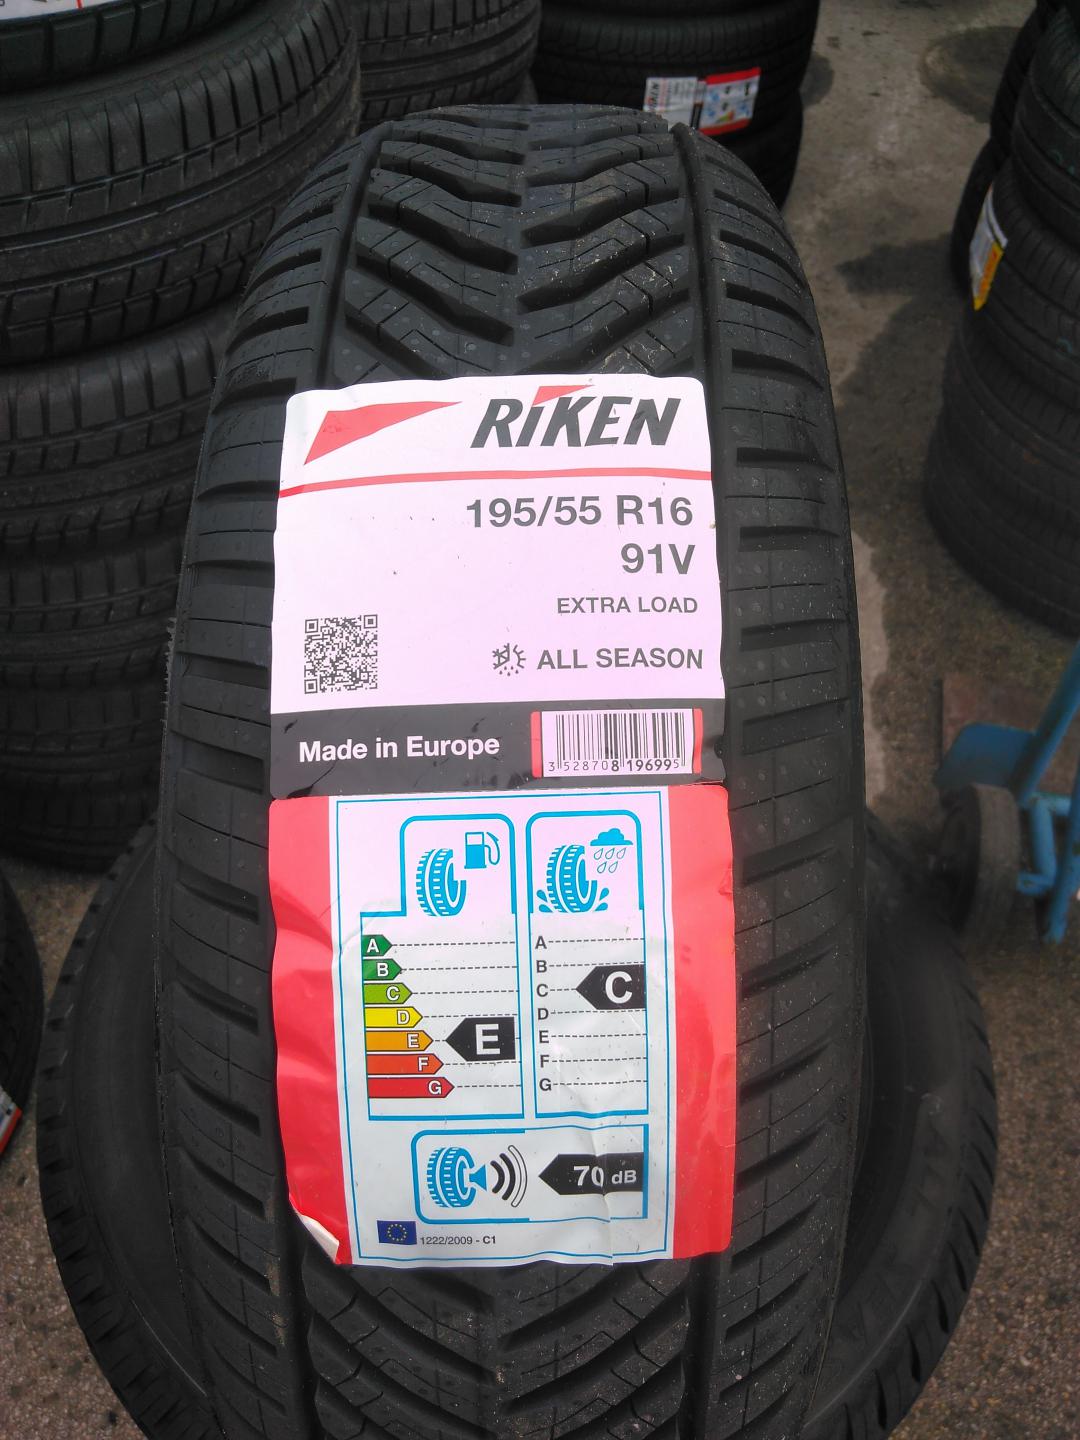 RIKEN
195/55 R16
91V
EXTRA LOAD
ALL SEASON
Made in Europe
3 528708 196995
A
B
C
D
E
F
G
E
A
B
C
D
E
F
G
C
70 dB
1222/2009 - C1